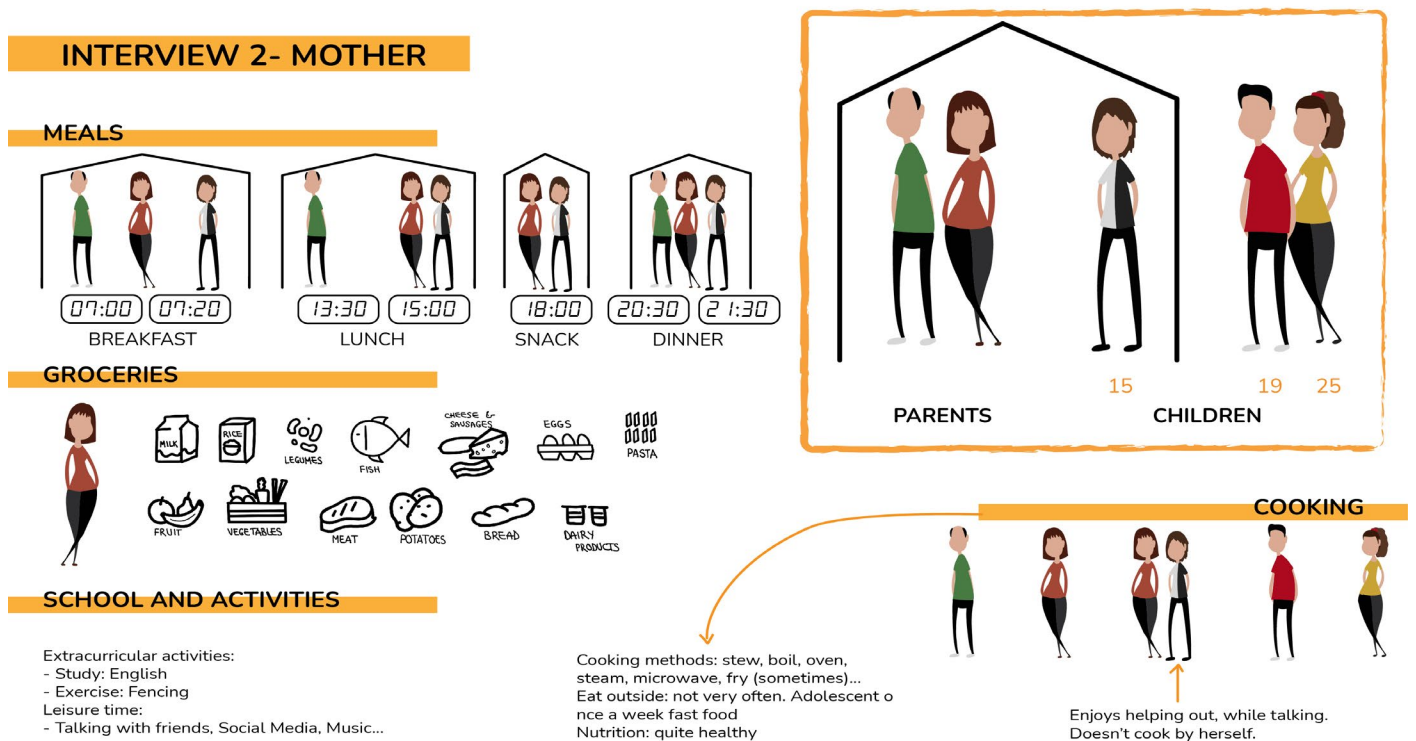 INTERVIEW 2- MOTHER
MEALS
07:00 07:20
BREAKFAST
13:30 15:00
LUNCH
18:00
SNACK
20:30 21:30
DINNER
15 19 25
PARENTS CHILDREN
GROCERIES
MILK
RICE
LEGUMES
FISH
CHEESE &
SAUSAGES
EGGS
PASTA
FRUIT
VEGETABLES
MEAT
POTATOES
BREAD
DAIRY
PRODUCTS
COOKING
Cooking methods: stew, boil, oven,
steam, microwave, fry (sometimes)...
Eat outside: not very often. Adolescent o
nce a week fast food
Nutrition: quite healthy
Enjoys helping out, while talking.
Doesn't cook by herself.
SCHOOL AND ACTIVITIES
Extracurricular activities:
- Study: English
- Exercise: Fencing
Leisure time:
- Talking with friends, Social Media, Music...